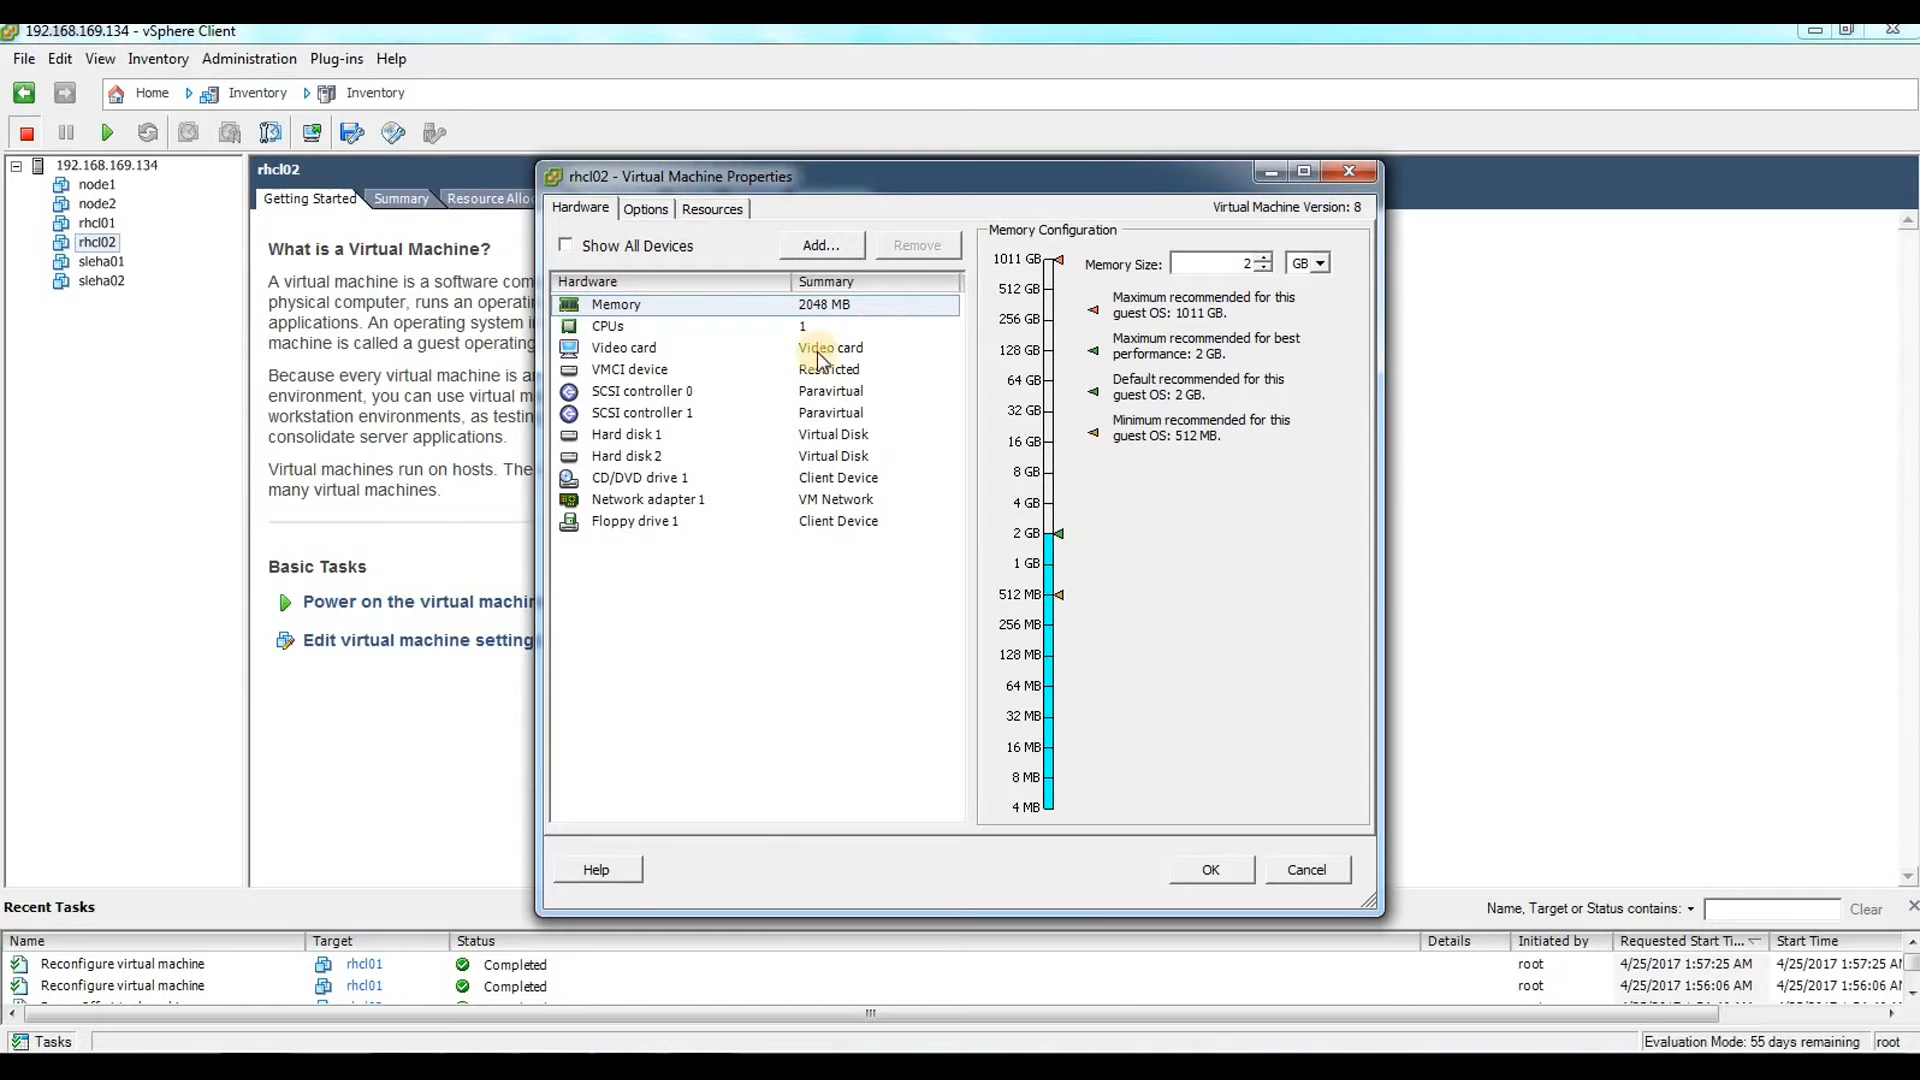 192.168.169.134 - vSphere Client
File Edit View Inventory Administration Plug-ins Help
Home Inventory Inventory
192.168.169.134
node1
node2
rhcl01
rhcl02
sleha01
sleha02
rhcl02
Getting Started Summary Resource Allo
What is a Virtual Machine?
A virtual machine is a software com
physical computer, runs an operatin
applications. An operating system in
machine is called a guest operating
Because every virtual machine is an
environment, you can use virtual m
workstation environments, as testin
consolidate server applications.
Virtual machines run on hosts. The
many virtual machines.
Basic Tasks
Power on the virtual machin
Edit virtual machine setting
rhcl02 - Virtual Machine Properties
Hardware Options Resources
Virtual Machine Version: 8
Show All Devices Add... Remove
Hardware Summary
Memory 2048 MB
CPUs 1
Video card Video card
VMCI device Restricted
SCSI controller 0 Paravirtual
SCSI controller 1 Paravirtual
Hard disk 1 Virtual Disk
Hard disk 2 Virtual Disk
CD/DVD drive 1 Client Device
Network adapter 1 VM Network
Floppy drive 1 Client Device
Memory Configuration
1011 GB
512 GB
256 GB
128 GB
64 GB
32 GB
16 GB
8 GB
4 GB
2 GB
1 GB
512 MB
256 MB
128 MB
64 MB
32 MB
16 MB
8 MB
4 MB
Memory Size: 2 GB
Maximum recommended for this
guest OS: 1011 GB.
Maximum recommended for best
performance: 2 GB.
Default recommended for this
guest OS: 2 GB.
Minimum recommended for this
guest OS: 512 MB.
Help OK Cancel
Recent Tasks
Name, Target or Status contains: Clear
Name Target Status Details Initiated by Requested Start Ti... Start Time
Reconfigure virtual machine rhcl01 Completed root 4/25/2017 1:57:25 AM 4/25/2017 1:57:25 AM
Reconfigure virtual machine rhcl01 Completed root 4/25/2017 1:56:06 AM 4/25/2017 1:56:06 AM
Tasks
Evaluation Mode: 55 days remaining root